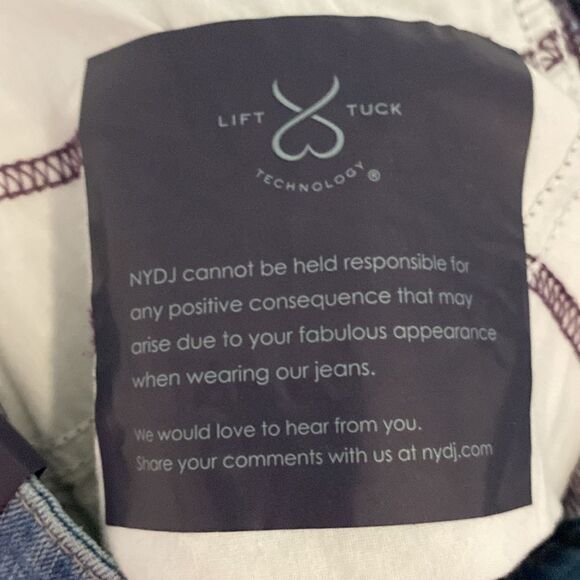 LIFT TUCK
TECHNOLOGY®
NYDJ cannot be held responsible for
any positive consequence that may
arise due to your fabulous appearance
when wearing our jeans.
We would love to hear from you.
Share your comments with us at nydj.com